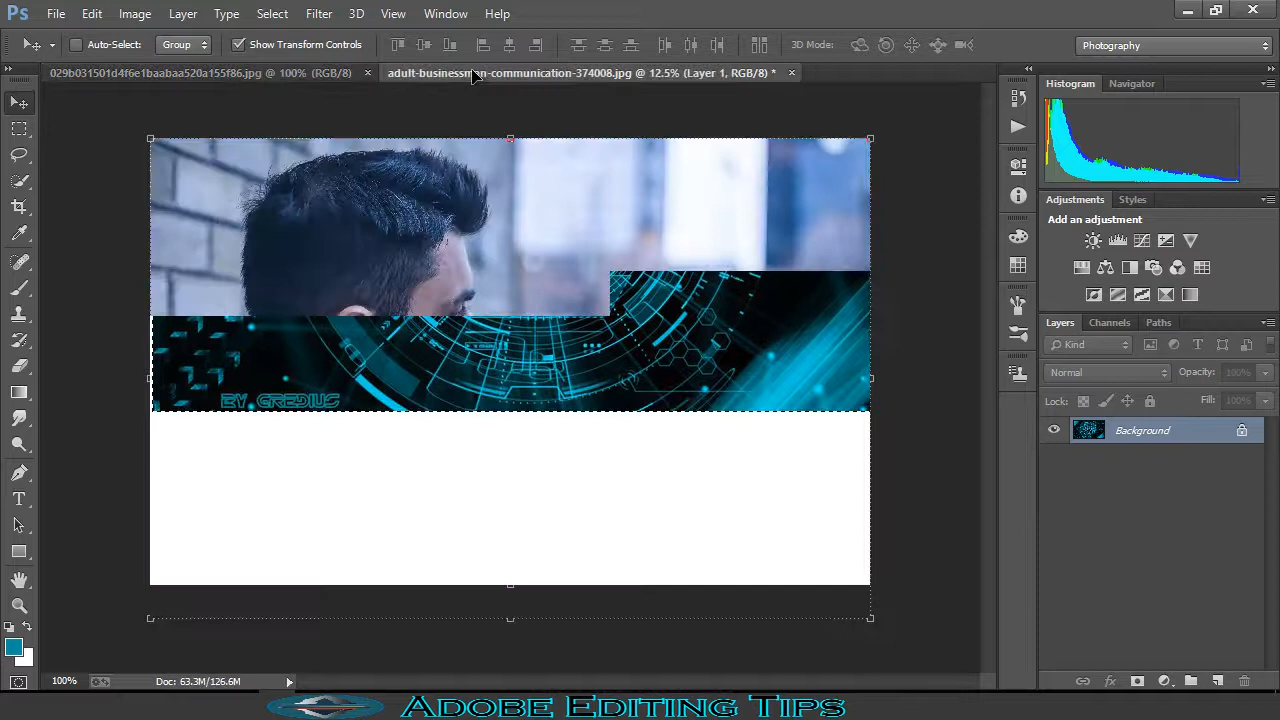 Ps File Edit Image Layer Type Select Filter 3D View Window Help
Auto-Select: Group Show Transform Controls 3D Mode: Photography
029b031501d4f6e1baabaa520a155f86.jpg @ 100% (RGB/8) × adult-businessman-communication-374008.jpg @ 12.5% (Layer 1, RGB/8) * ×
Histogram Navigator
Adjustments Styles
Add an adjustment
Layers Channels Paths
Kind
Normal Opacity: 100%
Lock: Fill: 100%
Background
BY CREDIUS
T
100% Doc: 63.3M/126.6M
Adobe Editing Tips